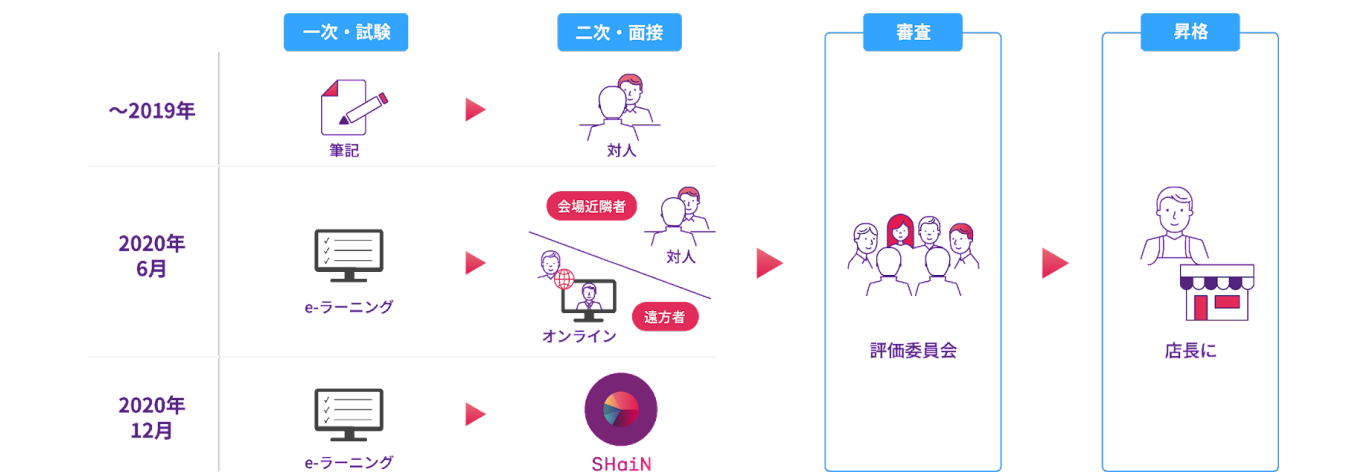 一次・試験
二次・面接
審査
昇格
～2019年
筆記
対人
2020年
6月
e-ラーニング
会場近隣者
対人
遠方者
オンライン
評価委員会
店長に
2020年
12月
e-ラーニング
SHaiN